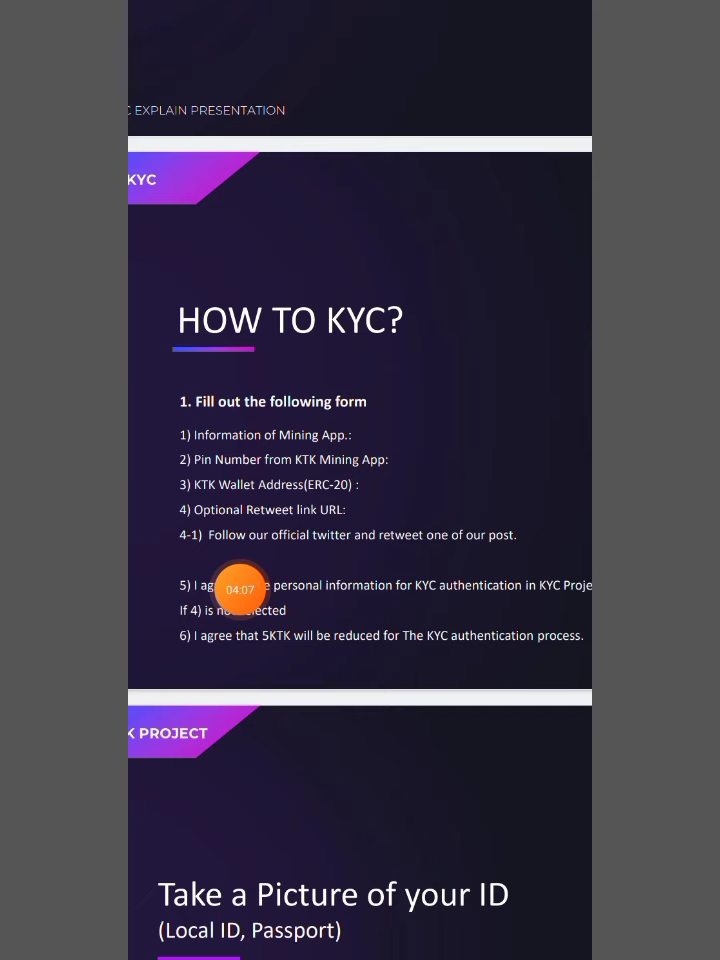 EXPLAIN PRESENTATION
KYC
HOW TO KYC?
1. Fill out the following form
1) Information of Mining App.:
2) Pin Number from KTK Mining App:
3) KTK Wallet Address(ERC-20) :
4) Optional Retweet link URL:
4-1) Follow our official twitter and retweet one of our post.
5) I personal information for KYC authentication in KYC
04:07
If 4) is
6) I agree that 5KTK will be reduced for The KYC authentication process.
PROJECT
Take a Picture of your ID
(Local ID, Passport)